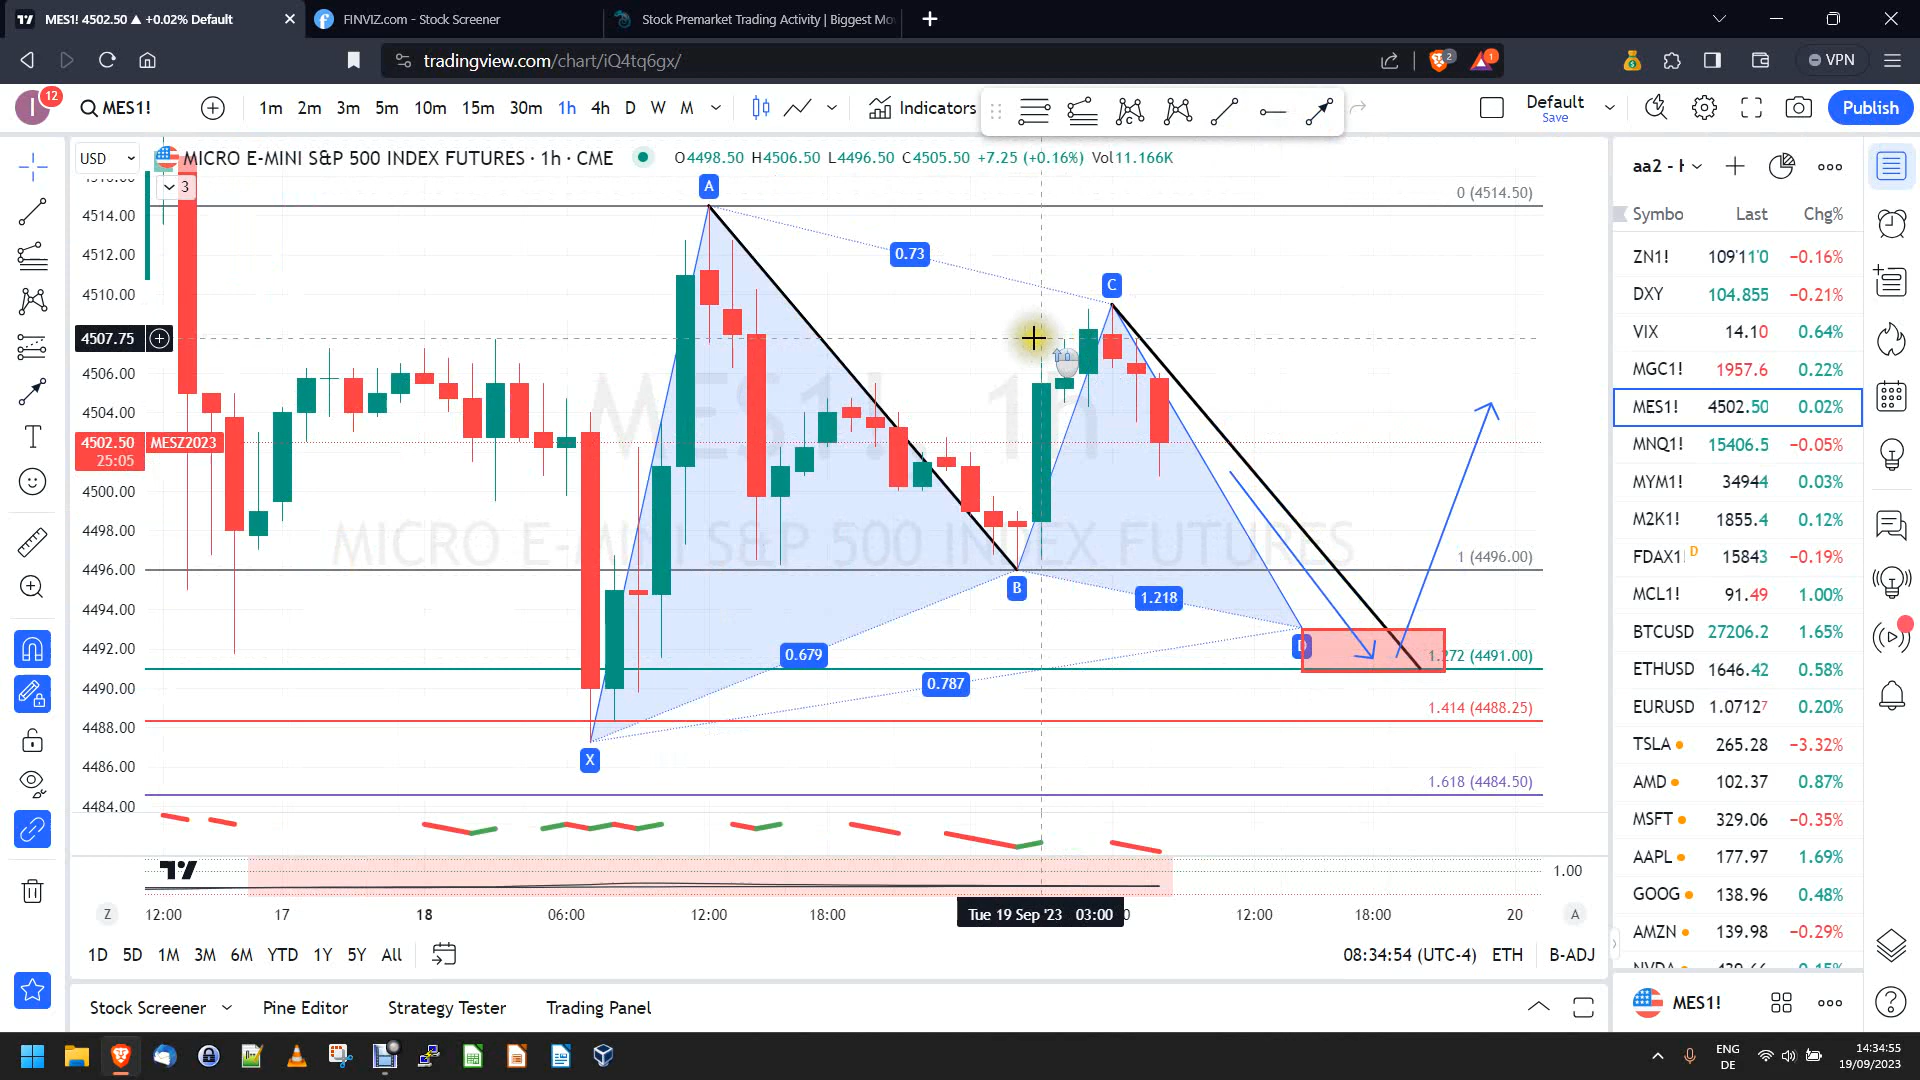 MES1! 4502.50 ▲ +0.02% Default
FINVIZ.com - Stock Screener
Stock Premarket Trading Activity | Biggest Mo
tradingview.com/chart/iQ4tq6gx/
2
1
VPN
I
12
MES1!
1m 2m 3m 5m 10m 15m 30m 1h 4h D W M
Indicators
Default
Save
Publish
USD
MICRO E-MINI S&P 500 INDEX FUTURES · 1h · CME
O4498.50 H4506.50 L4496.50 C4505.50 +7.25 (+0.16%) Vol11.166K
3
4514.00
4512.00
4510.00
4507.75
4506.00
4504.00
4502.50
25:05
MESZ2023
4500.00
4498.00
4496.00
4494.00
4492.00
4490.00
4488.00
4486.00
4484.00
MES1! 1h
MICRO E-MINI S&P 500 INDEX FUTURES
A
0.73
C
B
1.218
0.679
0.787
D
X
0 (4514.50)
1 (4496.00)
1.272 (4491.00)
1.414 (4488.25)
1.618 (4484.50)
1.00
Z
12:00
17
18
06:00
12:00
18:00
Tue 19 Sep '23 03:00
12:00
18:00
20
A
1D 5D 1M 3M 6M YTD 1Y 5Y All
08:34:54 (UTC-4) ETH B-ADJ
Stock Screener
Pine Editor
Strategy Tester
Trading Panel
Symbo Last Chg%
ZN1! 109'11'0 −0.16%
DXY 104.855 −0.21%
VIX 14.10 0.64%
MGC1! 1957.6 0.22%
MES1! 4502.50 0.02%
MNQ1! 15406.5 −0.05%
MYM1! 34944 0.03%
M2K1! 1855.4 0.12%
FDAX1 D 15843 −0.19%
MCL1! 91.49 1.00%
BTCUSD 27206.2 1.65%
ETHUSD 1646.42 0.58%
EURUSD 1.07127 0.20%
TSLA 265.28 −3.32%
AMD 102.37 0.87%
MSFT 329.06 −0.35%
AAPL 177.97 1.69%
GOOG 138.96 0.48%
AMZN 139.98 −0.29%
MES1!
ENG
DE
14:34:55
19/09/2023